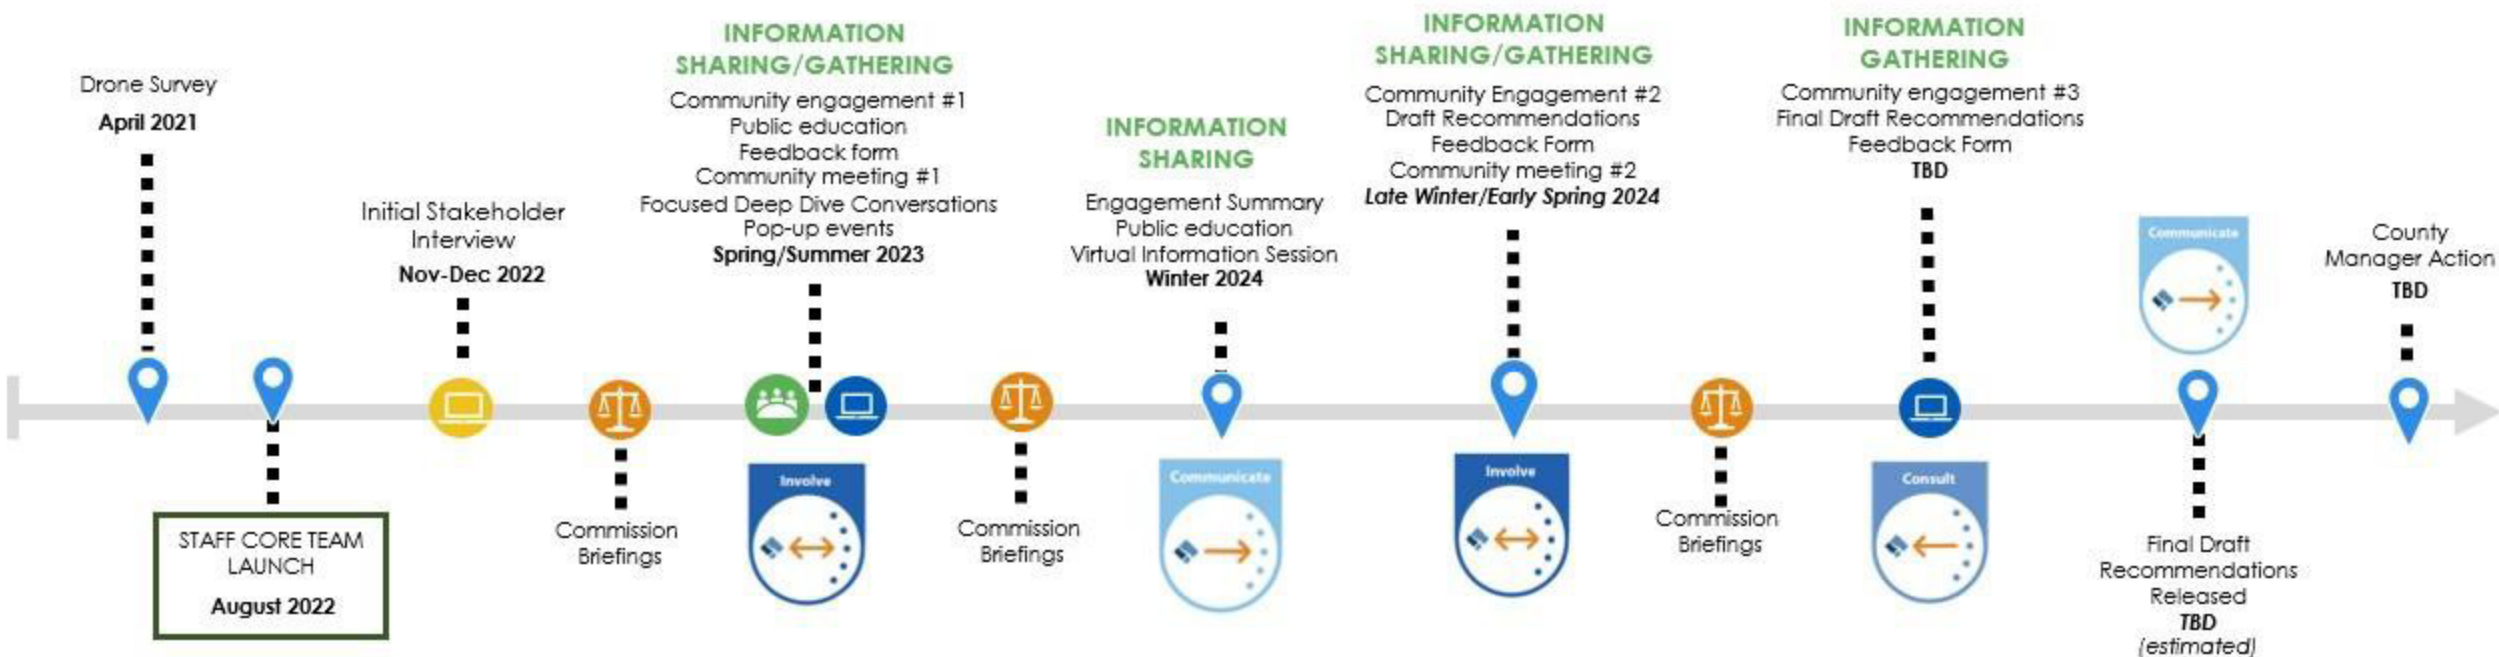 Drone Survey
April 2021
STAFF CORE TEAM
LAUNCH
August 2022
Initial Stakeholder
Interview
Nov-Dec 2022
Commission
Briefings
INFORMATION
SHARING/GATHERING
Community engagement #1
Public education
Feedback form
Community meeting #1
Focused Deep Dive Conversations
Pop-up events
Spring/Summer 2023
Involve
Commission
Briefings
INFORMATION
SHARING
Engagement Summary
Public education
Virtual Information Session
Winter 2024
Communicate
INFORMATION
SHARING/GATHERING
Community Engagement #2
Draft Recommendations
Feedback Form
Community meeting #2
Late Winter/Early Spring 2024
Involve
Commission
Briefings
INFORMATION
GATHERING
Community engagement #3
Final Draft Recommendations
Feedback Form
TBD
Consult
Communicate
Final Draft
Recommendations
Released
TBD
(estimated)
County
Manager Action
TBD